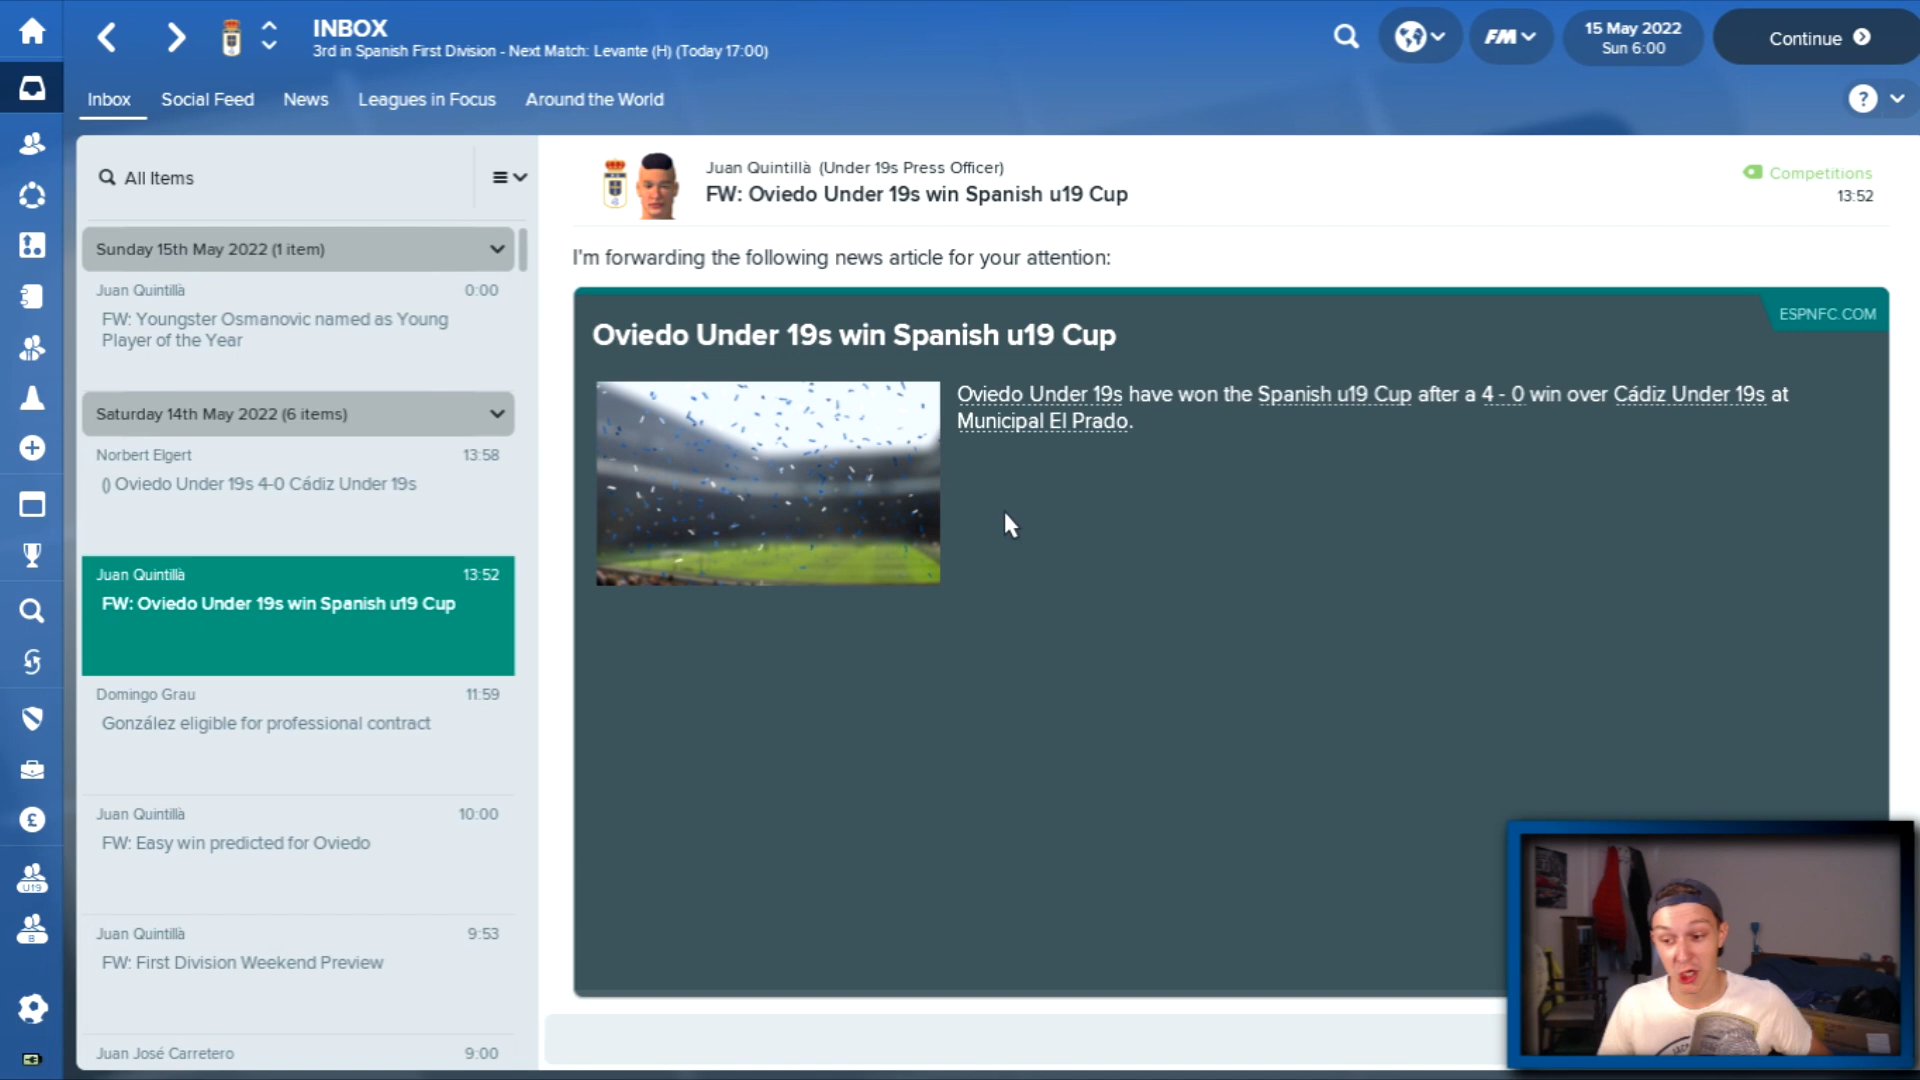 INBOX
3rd in Spanish First Division - Next Match: Levante (H) (Today 17:00)
FM
15 May 2022
Sun 6:00
Continue
Inbox
Social Feed
News
Leagues in Focus
Around the World
?
All Items
Sunday 15th May 2022 (1 item)
Juan Quintillà
0:00
FW: Youngster Osmanovic named as Young
Player of the Year
Saturday 14th May 2022 (6 items)
Norbert Elgert
13:58
() Oviedo Under 19s 4-0 Cádiz Under 19s
Juan Quintillà
13:52
FW: Oviedo Under 19s win Spanish u19 Cup
Domingo Grau
11:59
González eligible for professional contract
Juan Quintillà
10:00
FW: Easy win predicted for Oviedo
Juan Quintillà
9:53
FW: First Division Weekend Preview
Juan José Carretero
9:00
U19
B
Juan Quintillà (Under 19s Press Officer)
FW: Oviedo Under 19s win Spanish u19 Cup
Competitions
13:52
I'm forwarding the following news article for your attention:
ESPNFC.COM
Oviedo Under 19s win Spanish u19 Cup
Oviedo Under 19s have won the Spanish u19 Cup after a 4 - 0 win over Cádiz Under 19s at
Municipal El Prado.